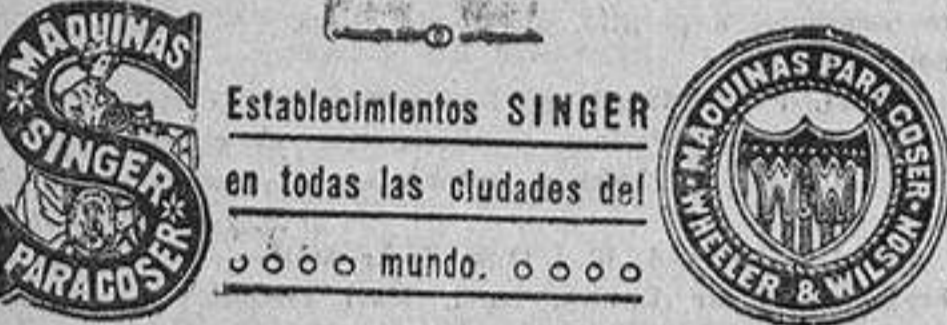 MAQUINAS
SINGER
PARA COSER
Establecimientos SINGER
en todas las ciudades del
mundo.
MAQUINAS PARA COSER
WHEELER & WILSON
W&W